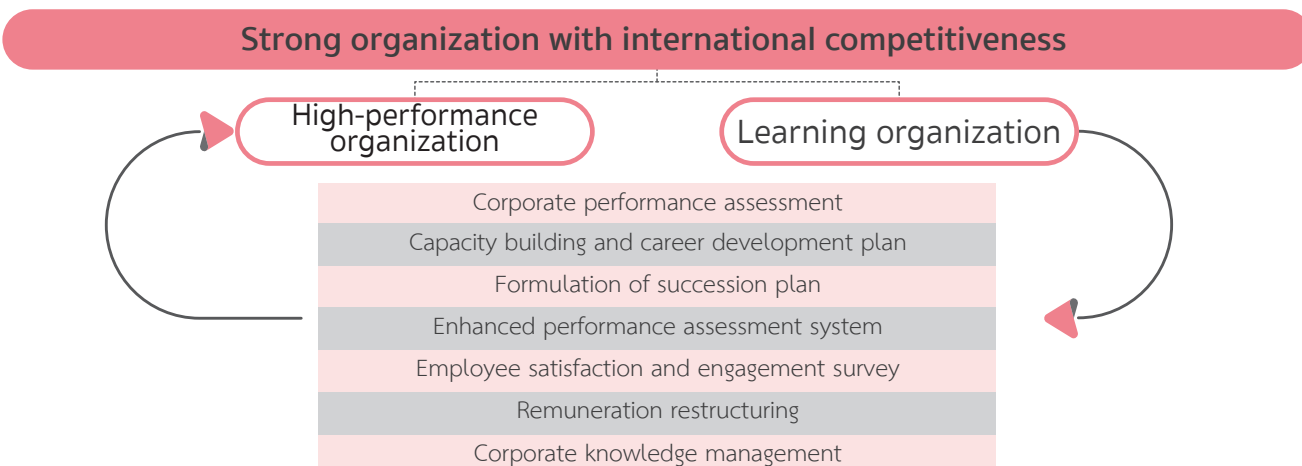 Strong organization with international competitiveness
High-performance
organization
Learning organization
Corporate performance assessment
Capacity building and career development plan
Formulation of succession plan
Enhanced performance assessment system
Employee satisfaction and engagement survey
Remuneration restructuring
Corporate knowledge management